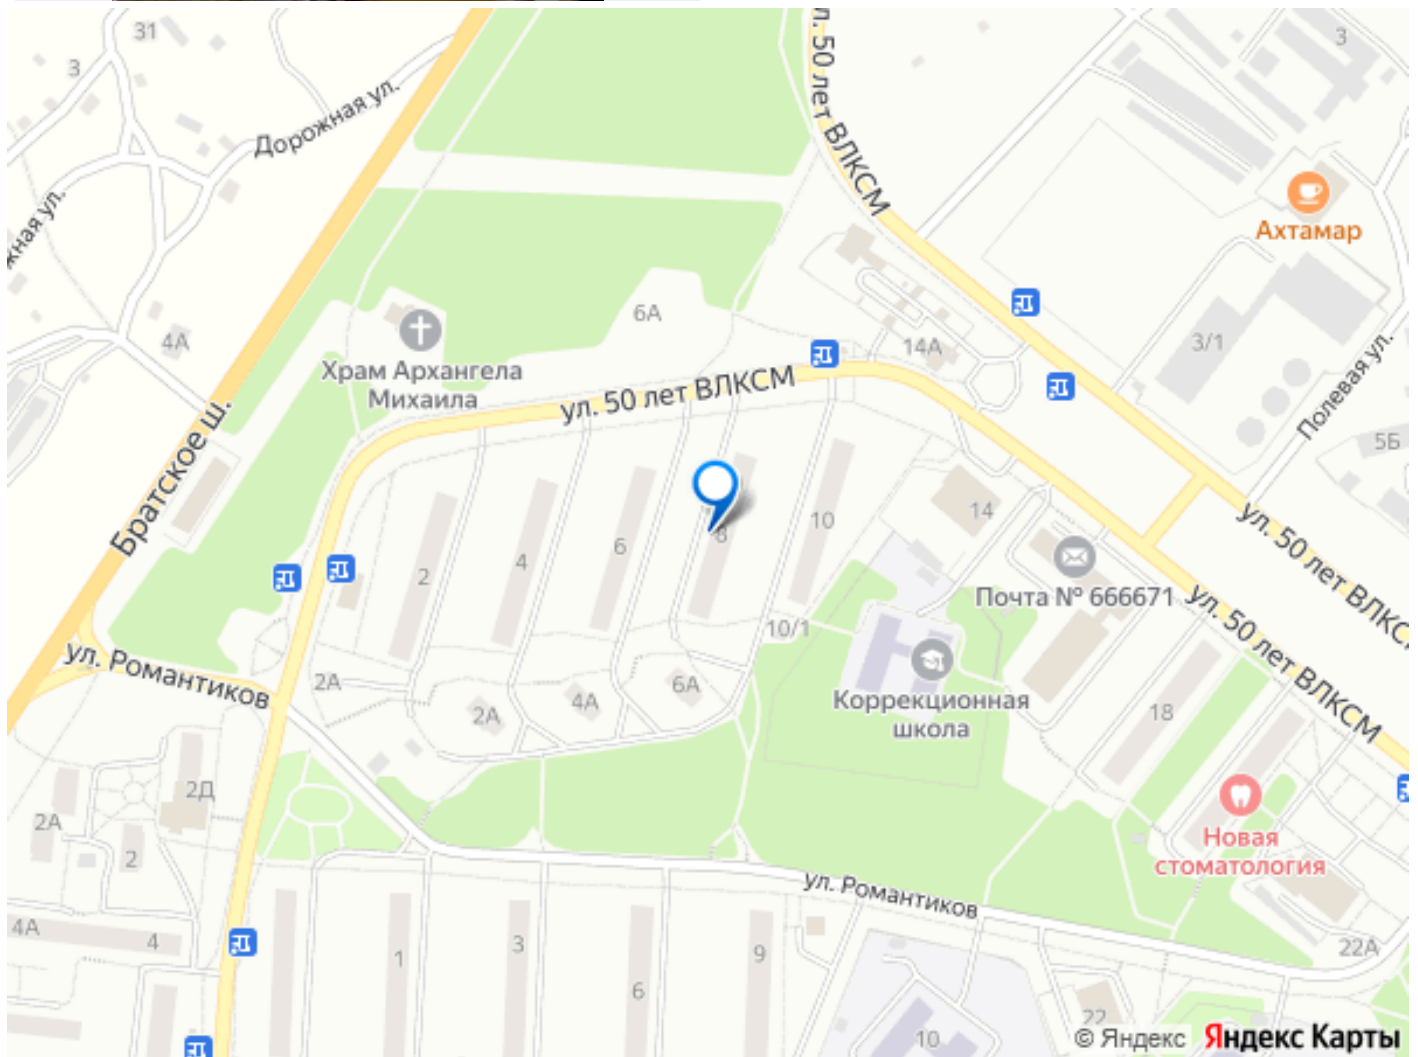 31
3
3
ул. 50 лет ВЛКСМ
Дорожная ул.
жная ул.
Ахтамар
4А
6А
14А
3/1
Храм Архангела
Михаила
ул. 50 лет ВЛКСМ
Полевая ул.
5Б
Братское ш.
2
4
6
8
10
14
ул. 50 лет ВЛКСМ
Почта № 666671
ул. 50 лет ВЛКСМ
10/1
ул. Романтиков
2А
2А
4А
6А
Коррекционная
школа
18
2Д
2А
2
Новая
стоматология
ул. Романтиков
4А
4
1
3
6
9
10
22
22А
© Яндекс
Яндекс Карты